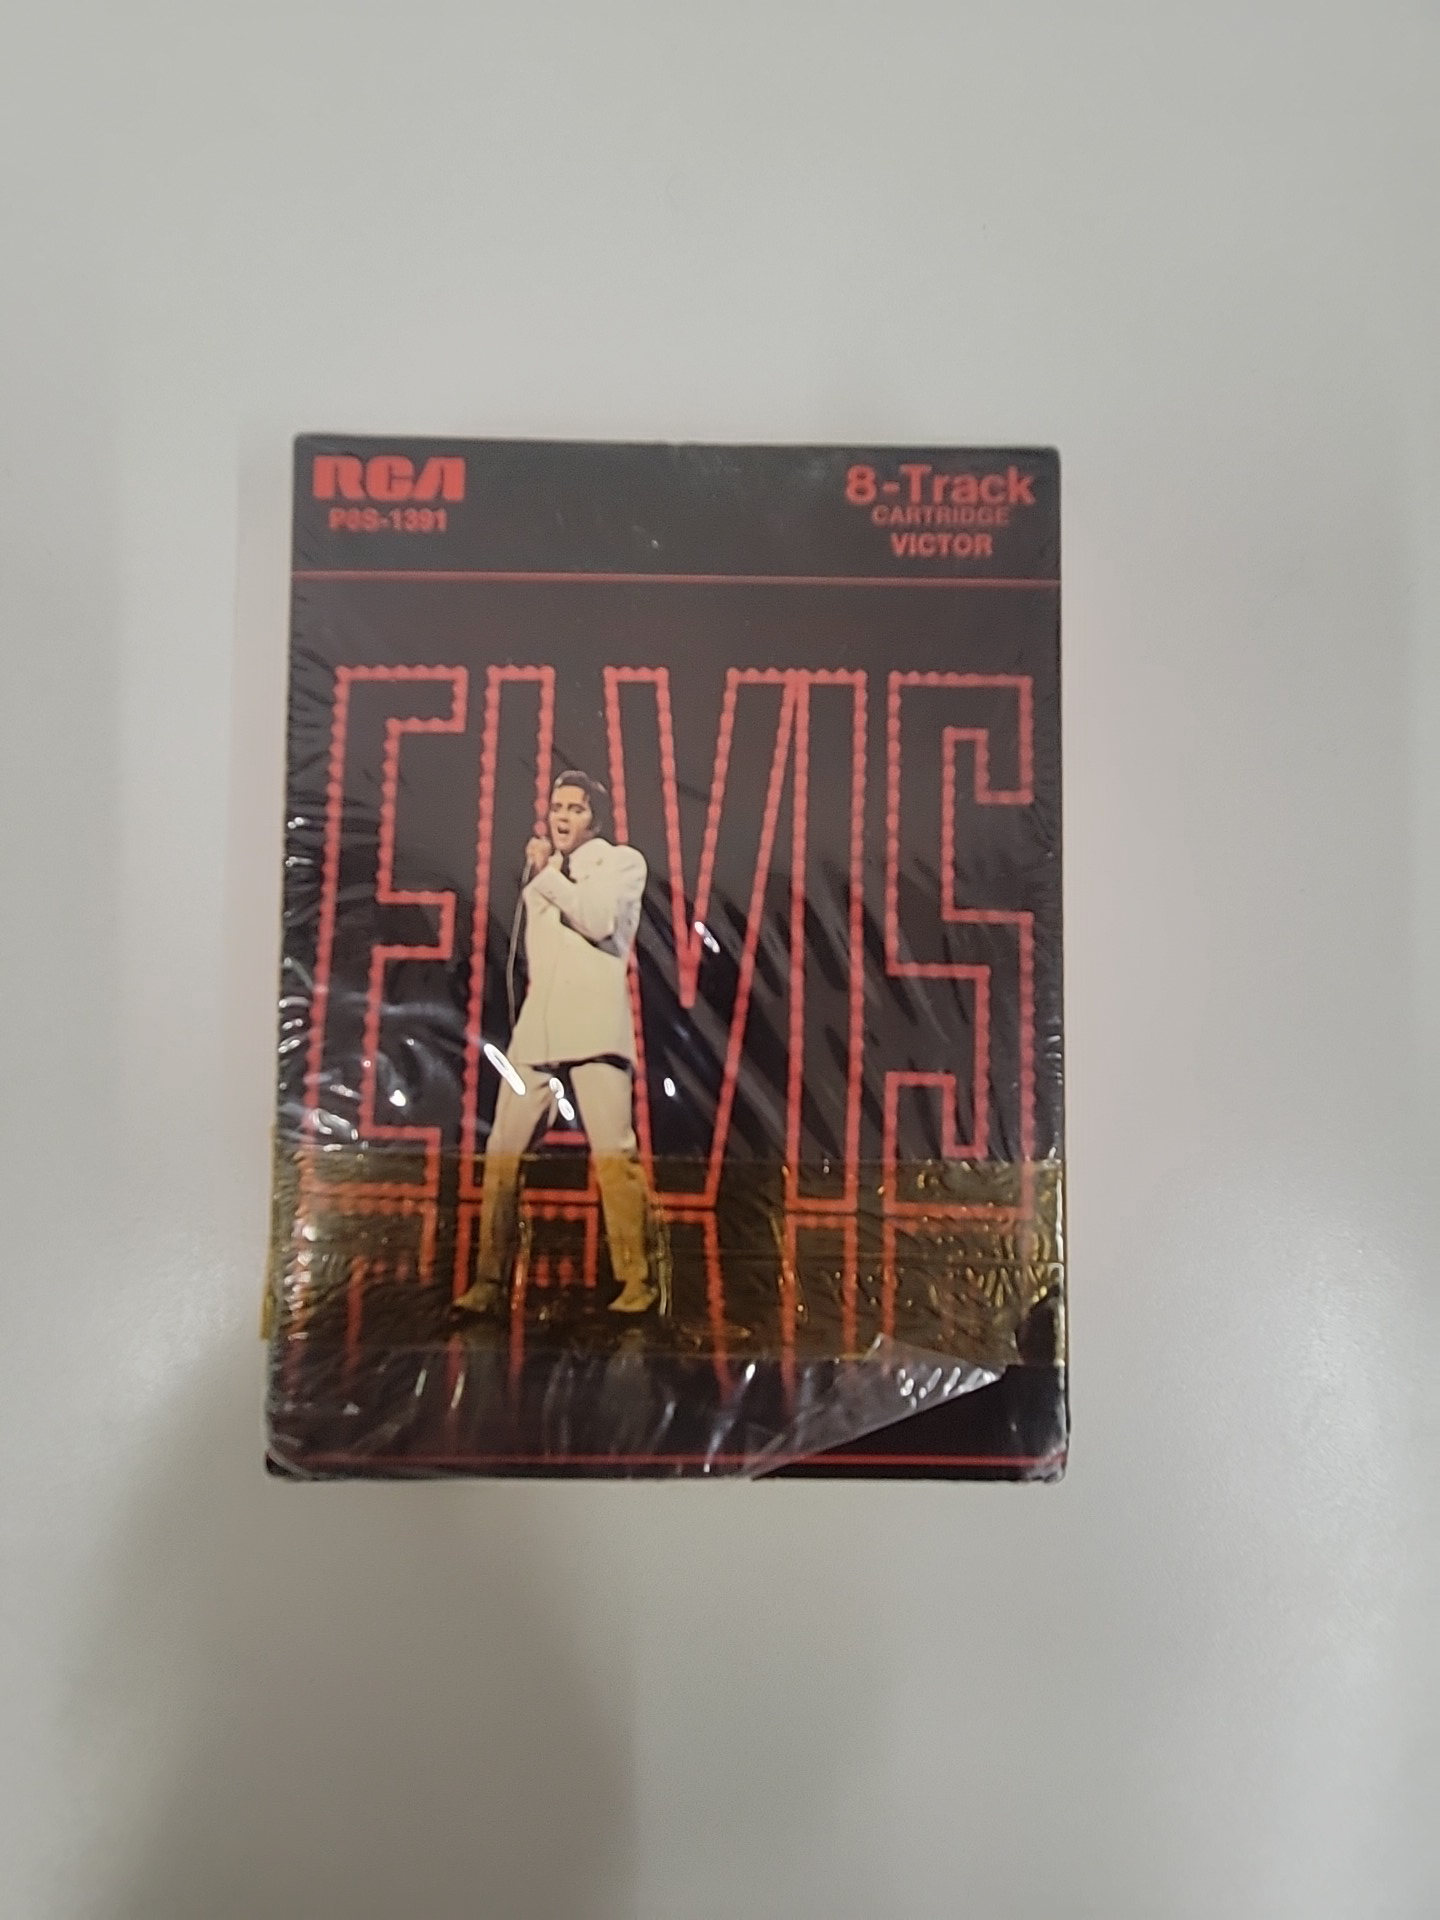 RCA
P8S-1391
8-Track
CARTRIDGE
VICTOR
ELVIS